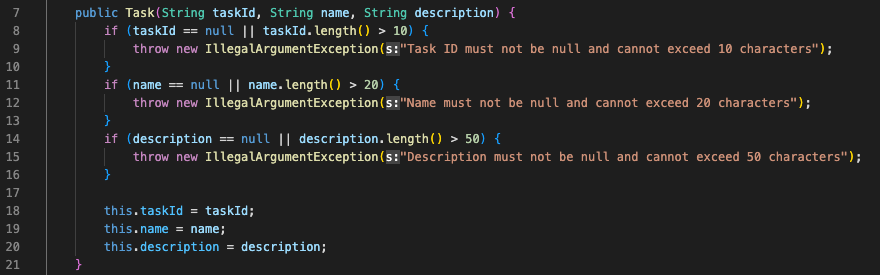 7 public Task(String taskId, String name, String description) {
8 if (taskId == null || taskId.length() > 10) {
9 throw new IllegalArgumentException(s:"Task ID must not be null and cannot exceed 10 characters");
10 }
11 if (name == null || name.length() > 20) {
12 throw new IllegalArgumentException(s:"Name must not be null and cannot exceed 20 characters");
13 }
14 if (description == null || description.length() > 50) {
15 throw new IllegalArgumentException(s:"Description must not be null and cannot exceed 50 characters");
16 }
17
18 this.taskId = taskId;
19 this.name = name;
20 this.description = description;
21 }